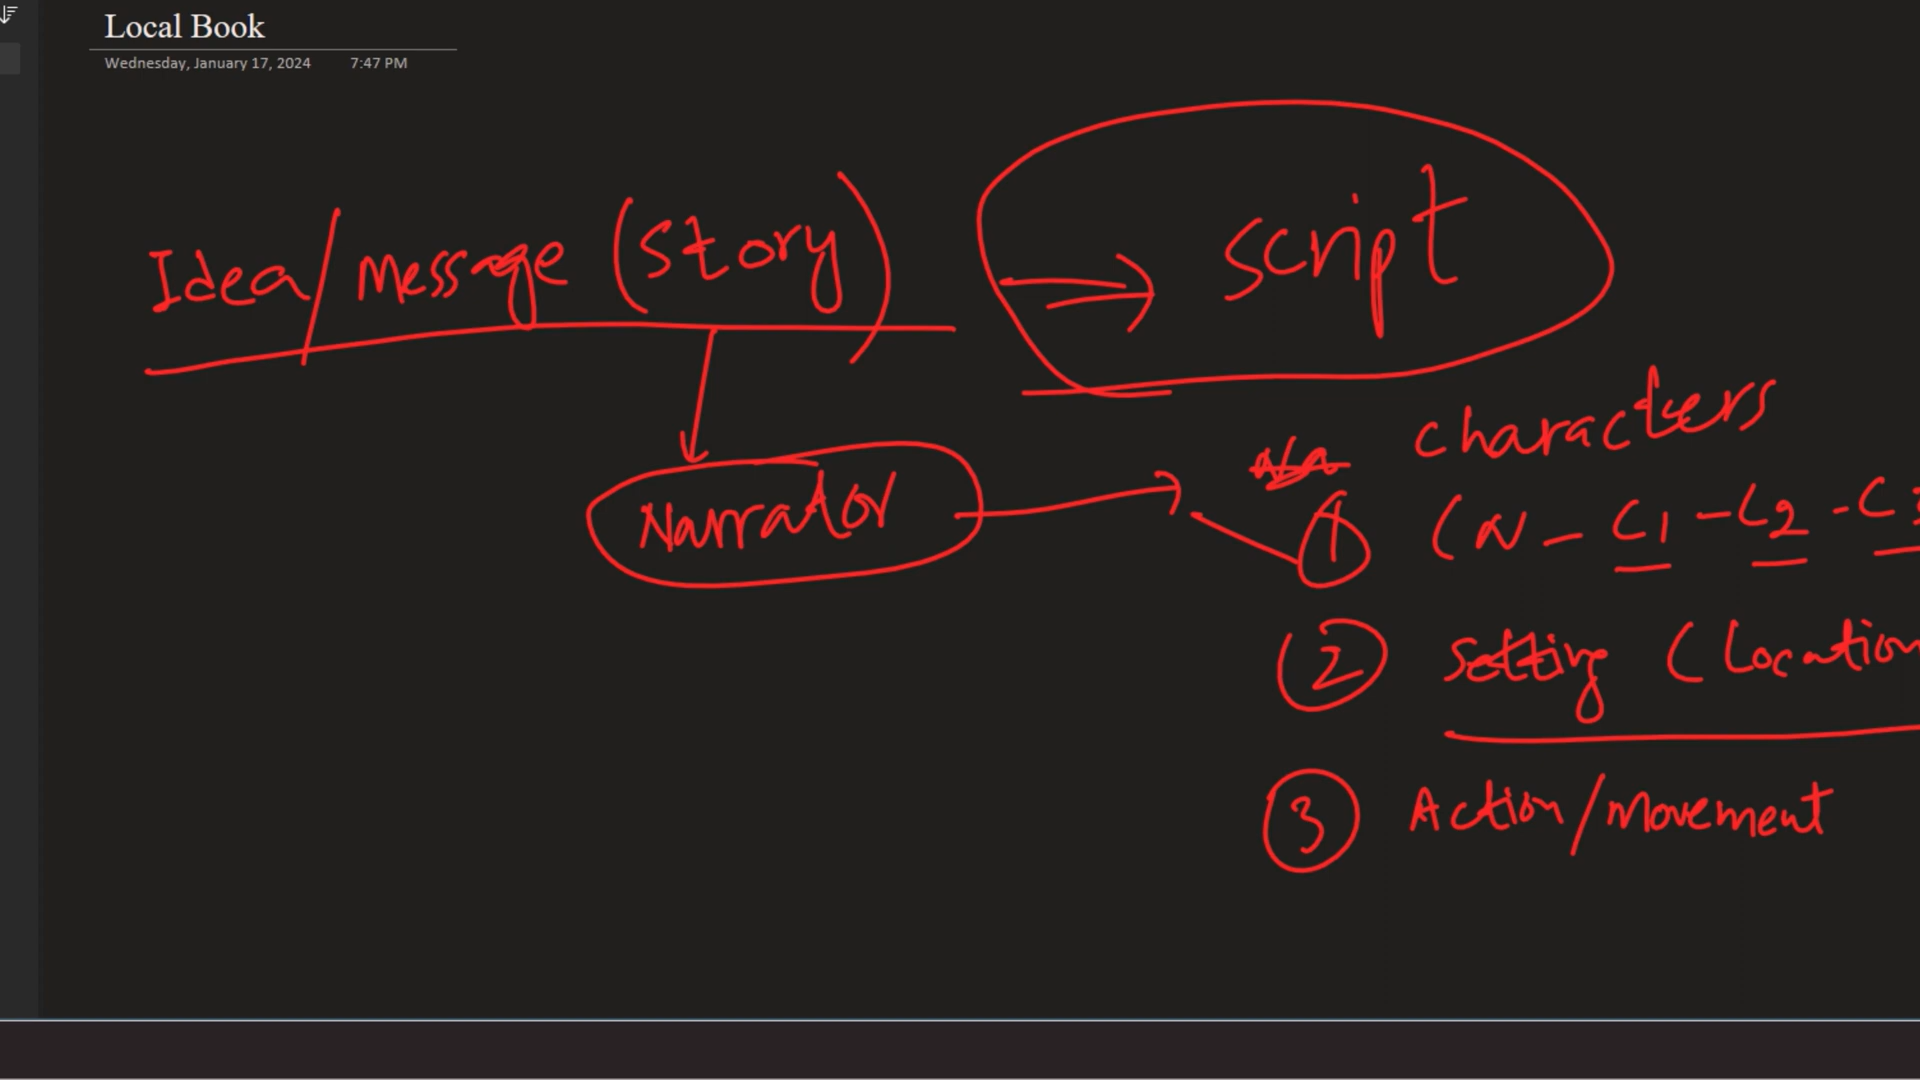 Local Book
Wednesday, January 17, 2024 7:47 PM
Idea/Message (Story) ⇒ script
characters
Narrator → ① (N - C1 - C2 - C3
② Setting (Location
③ Action/Movement